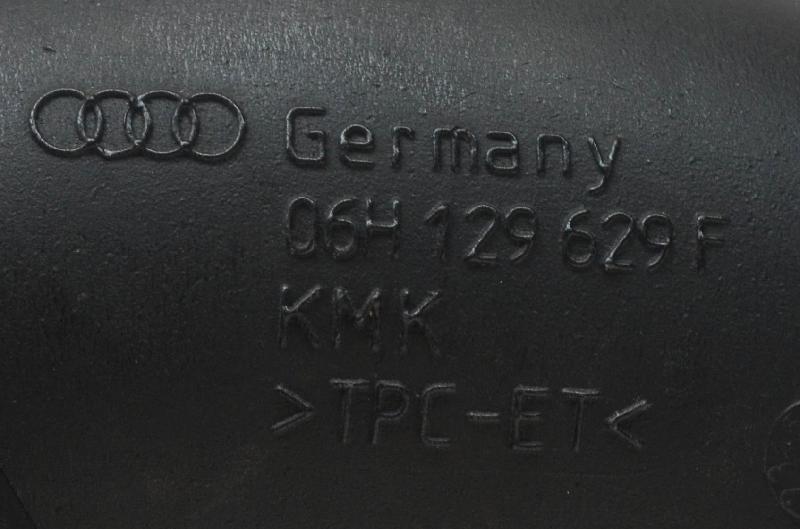 Germany
06H 129 629 F
KMK
>TPC-ET<